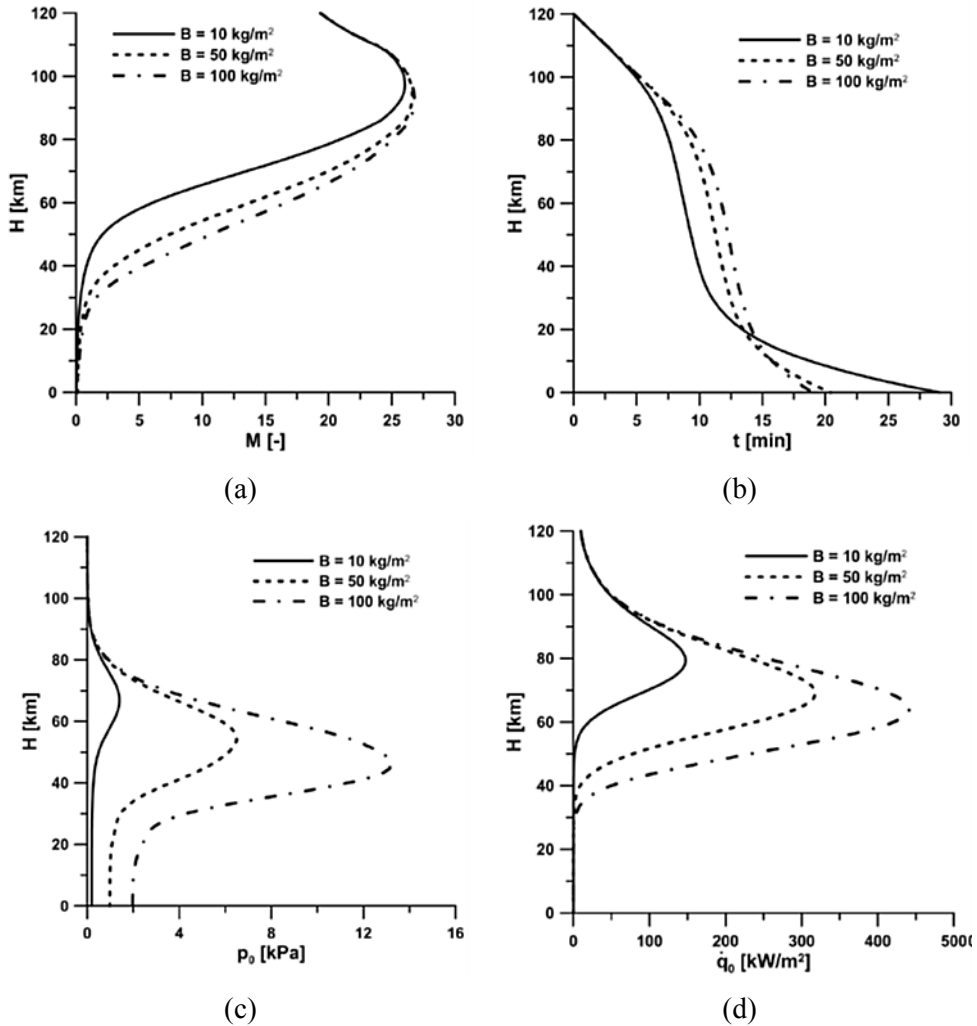 120
100
80
60
40
20
0
H [km]
B = 10 kg/m²
B = 50 kg/m²
B = 100 kg/m²
0 5 10 15 20 25 30
M [-]
(a)
120
100
80
60
40
20
0
H [km]
B = 10 kg/m²
B = 50 kg/m²
B = 100 kg/m²
0 5 10 15 20 25 30
t [min]
(b)
120
100
80
60
40
20
0
H [km]
B = 10 kg/m²
B = 50 kg/m²
B = 100 kg/m²
0 4 8 12 16
p₀ [kPa]
(c)
120
100
80
60
40
20
0
H [km]
B = 10 kg/m²
B = 50 kg/m²
B = 100 kg/m²
0 100 200 300 400 5000
q̇₀ [kW/m²]
(d)